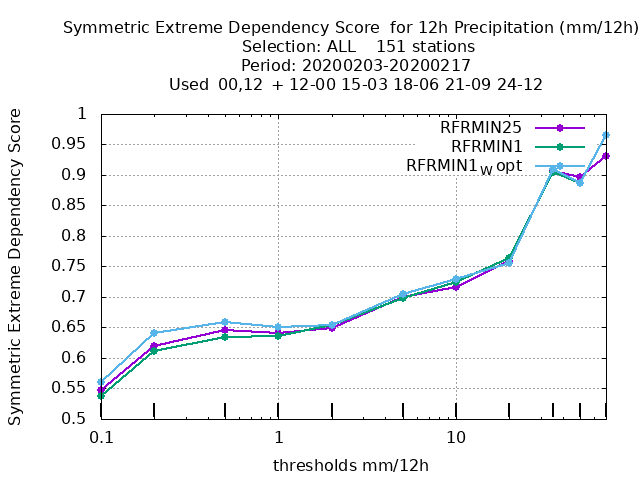 Symmetric Extreme Dependency Score for 12h Precipitation (mm/12h)
Selection: ALL 151 stations
Period: 20200203-20200217
Used 00,12 + 12-00 15-03 18-06 21-09 24-12
Symmetric Extreme Dependency Score
1
0.95
0.9
0.85
0.8
0.75
0.7
0.65
0.6
0.55
0.5
RFRMIN25
RFRMIN1
RFRMIN1w opt
0.1 1 10
thresholds mm/12h